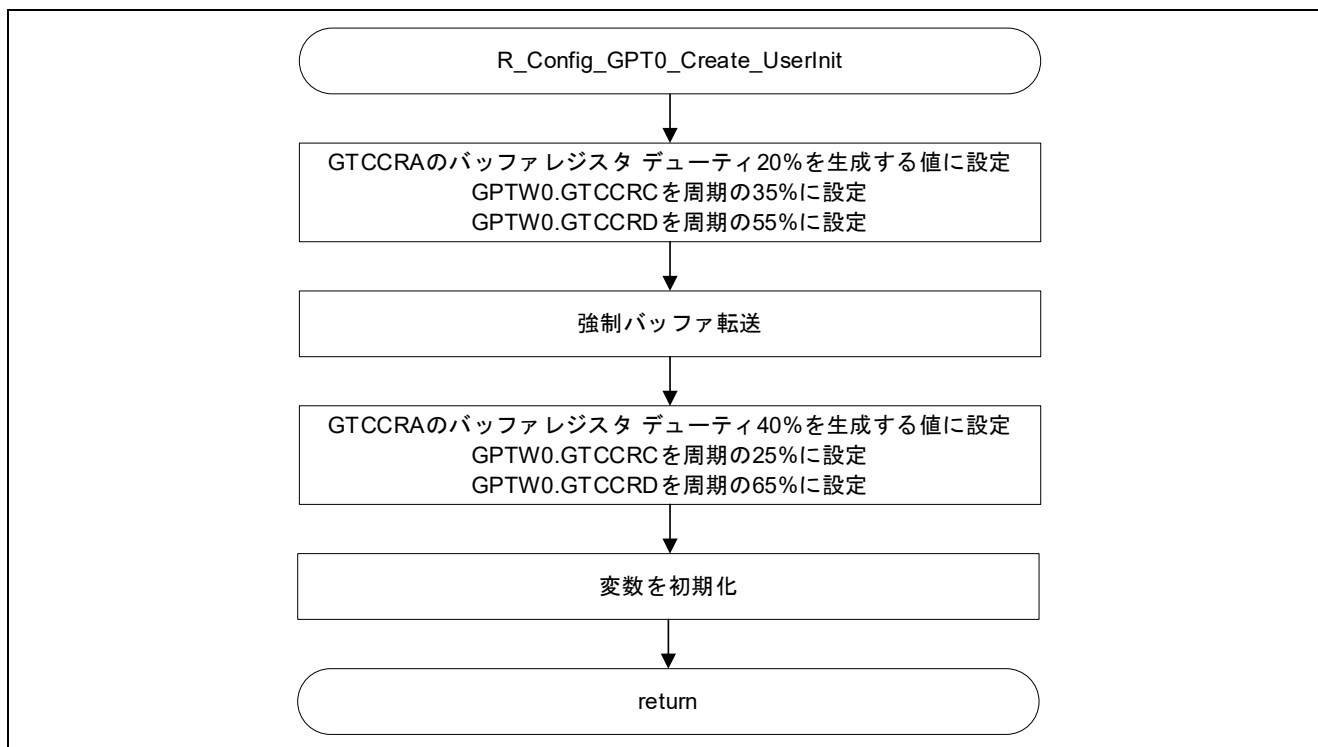 R_Config_GPT0_Create_UserInit
GTCCRAのバッファレジスタ デューティ20%を生成する値に設定
GPTW0.GTCCRCを周期の35%に設定
GPTW0.GTCCRDを周期の55%に設定
強制バッファ転送
GTCCRAのバッファレジスタ デューティ40%を生成する値に設定
GPTW0.GTCCRCを周期の25%に設定
GPTW0.GTCCRDを周期の65%に設定
変数を初期化
return